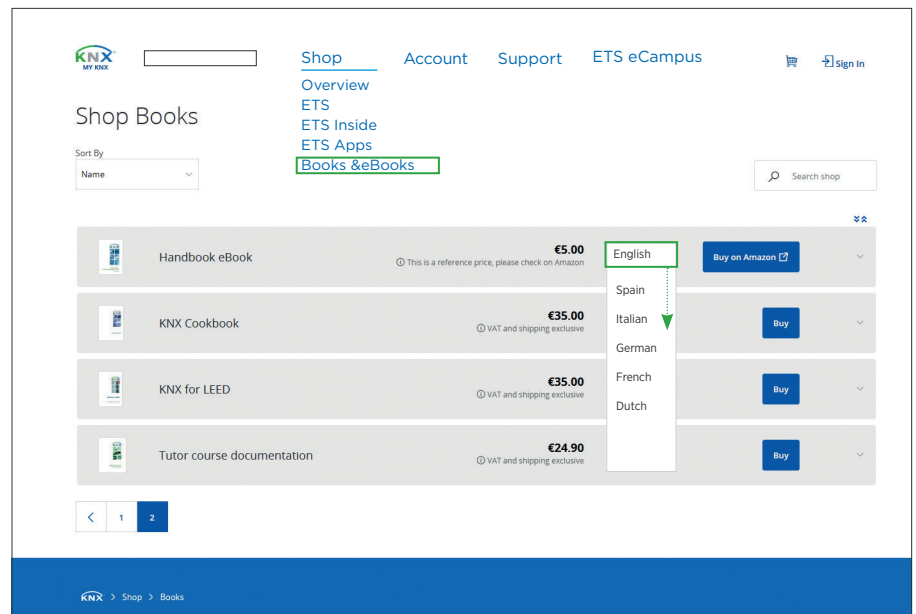 KNX
MY KNX
Shop Account Support ETS eCampus
Sign In
Overview
ETS
ETS Inside
ETS Apps
Books &eBooks
Shop Books
Sort By
Name
Search shop
Handbook eBook
€5.00
This is a reference price, please check on Amazon
English
Buy on Amazon
Spain
Italian
German
French
Dutch
KNX Cookbook
€35.00
VAT and shipping exclusive
Buy
KNX for LEED
€35.00
VAT and shipping exclusive
Buy
Tutor course documentation
€24.90
VAT and shipping exclusive
Buy
< 1 2
KNX > Shop > Books